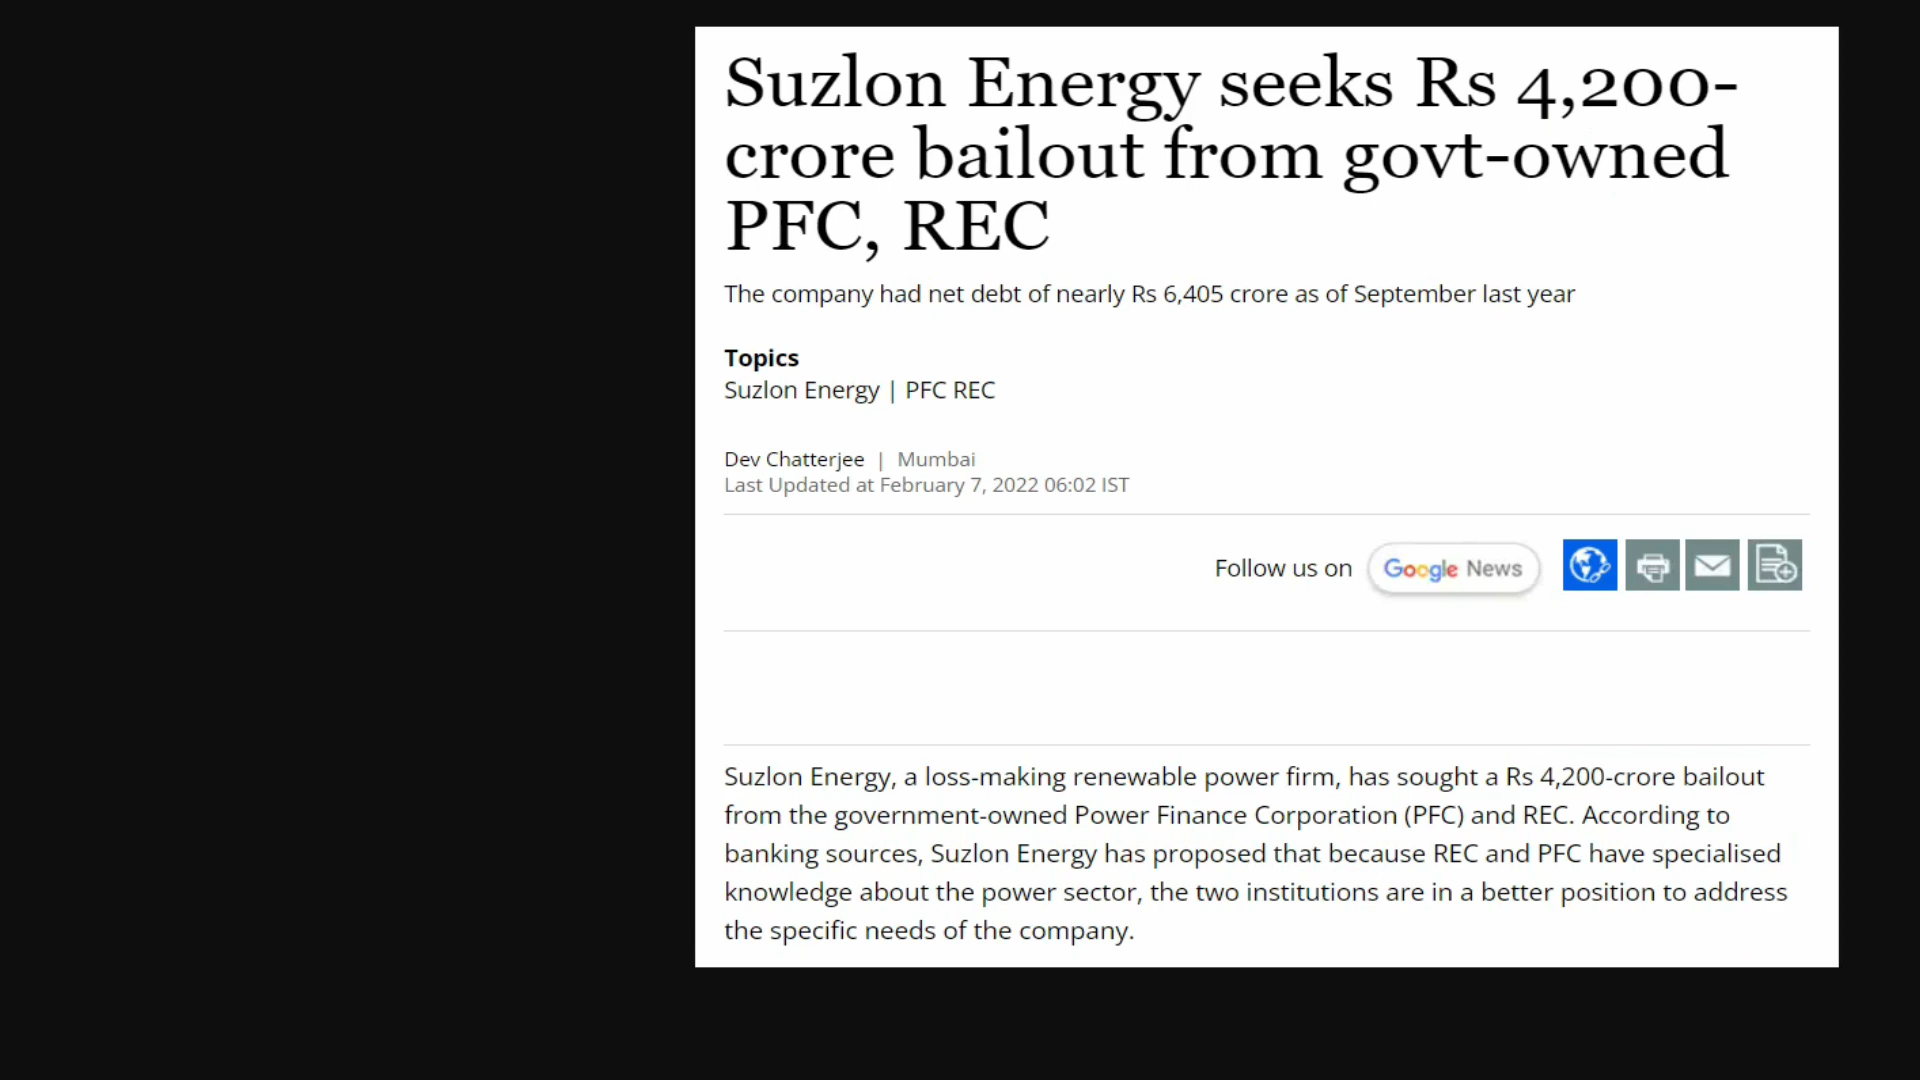 Suzlon Energy seeks Rs 4,200-
crore bailout from govt-owned
PFC, REC
The company had net debt of nearly Rs 6,405 crore as of September last year
Topics
Suzlon Energy | PFC REC
Dev Chatterjee | Mumbai
Last Updated at February 7, 2022 06:02 IST
Follow us on Google News
Suzlon Energy, a loss-making renewable power firm, has sought a Rs 4,200-crore bailout
from the government-owned Power Finance Corporation (PFC) and REC. According to
banking sources, Suzlon Energy has proposed that because REC and PFC have specialised
knowledge about the power sector, the two institutions are in a better position to address
the specific needs of the company.